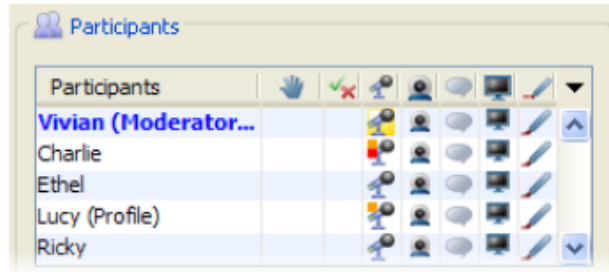 Participants
Participants
Vivian (Moderator...
Charlie
Ethel
Lucy (Profile)
Ricky